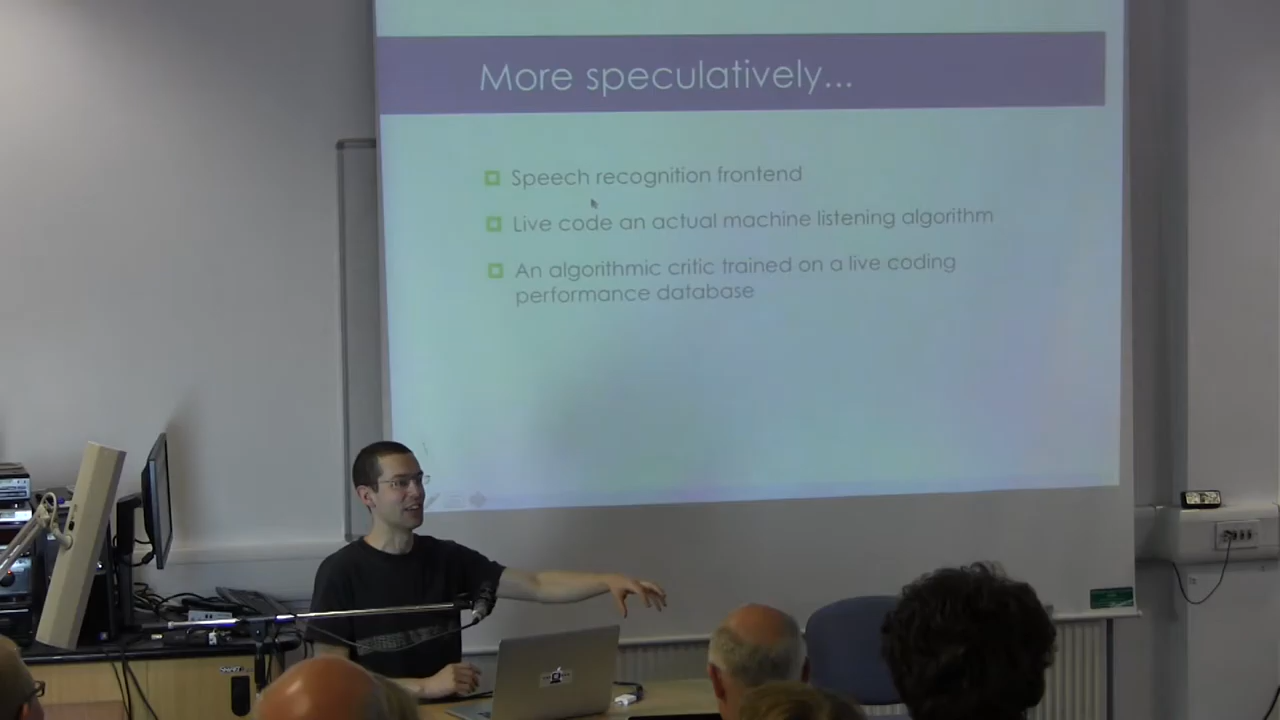 More speculatively...
Speech recognition frontend
Live code an actual machine listening algorithm
An algorithmic critic trained on a live coding
performance database